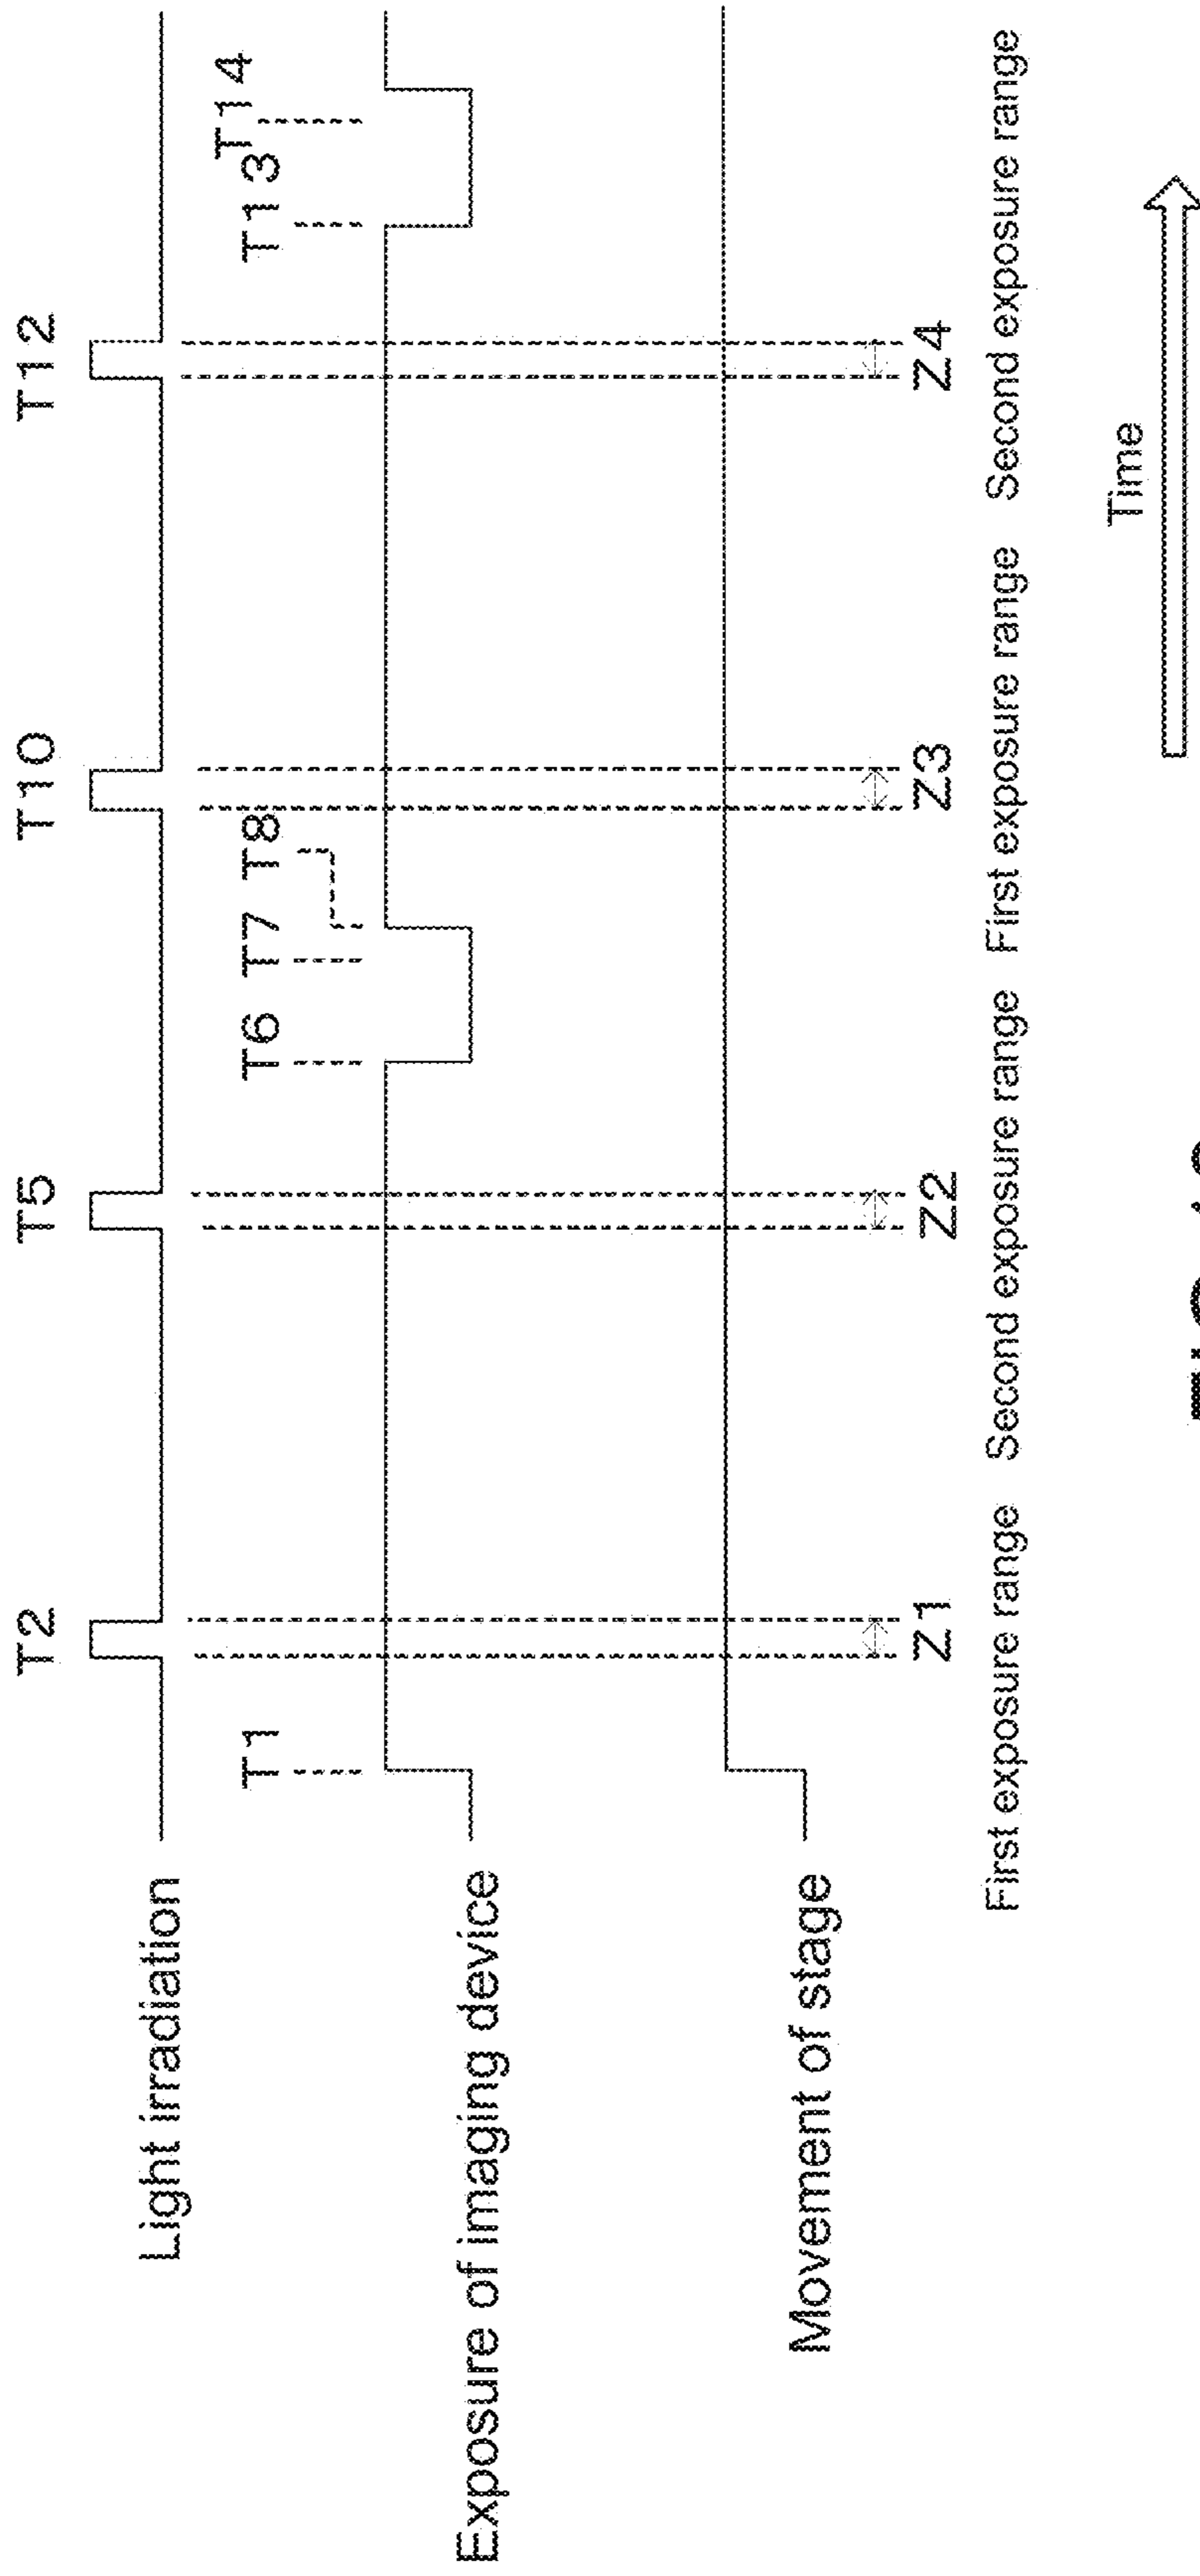 T2 T5 T10 T12
Light irradiation
T1 T6 T7 T8 T13 T14
Exposure of imaging device
Movement of stage
Z1 Z2 Z3 Z4
First exposure range Second exposure range First exposure range Second exposure range
Time